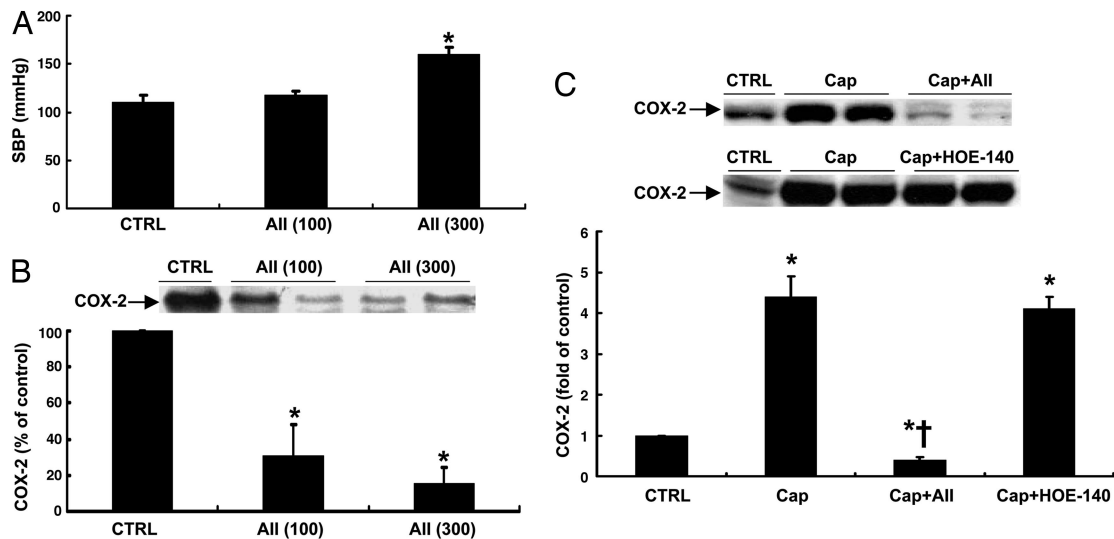 A
SBP (mmHg)
200
150
100
50
0
*
CTRL AII (100) AII (300)
B
CTRL AII (100) AII (300)
COX-2
COX-2 (% of control)
100
80
60
40
20
0
* *
CTRL AII (100) AII (300)
C
CTRL Cap Cap+AII
COX-2
CTRL Cap Cap+HOE-140
COX-2
COX-2 (fold of control)
6
5
4
3
2
1
0
* *† *
CTRL Cap Cap+AII Cap+HOE-140